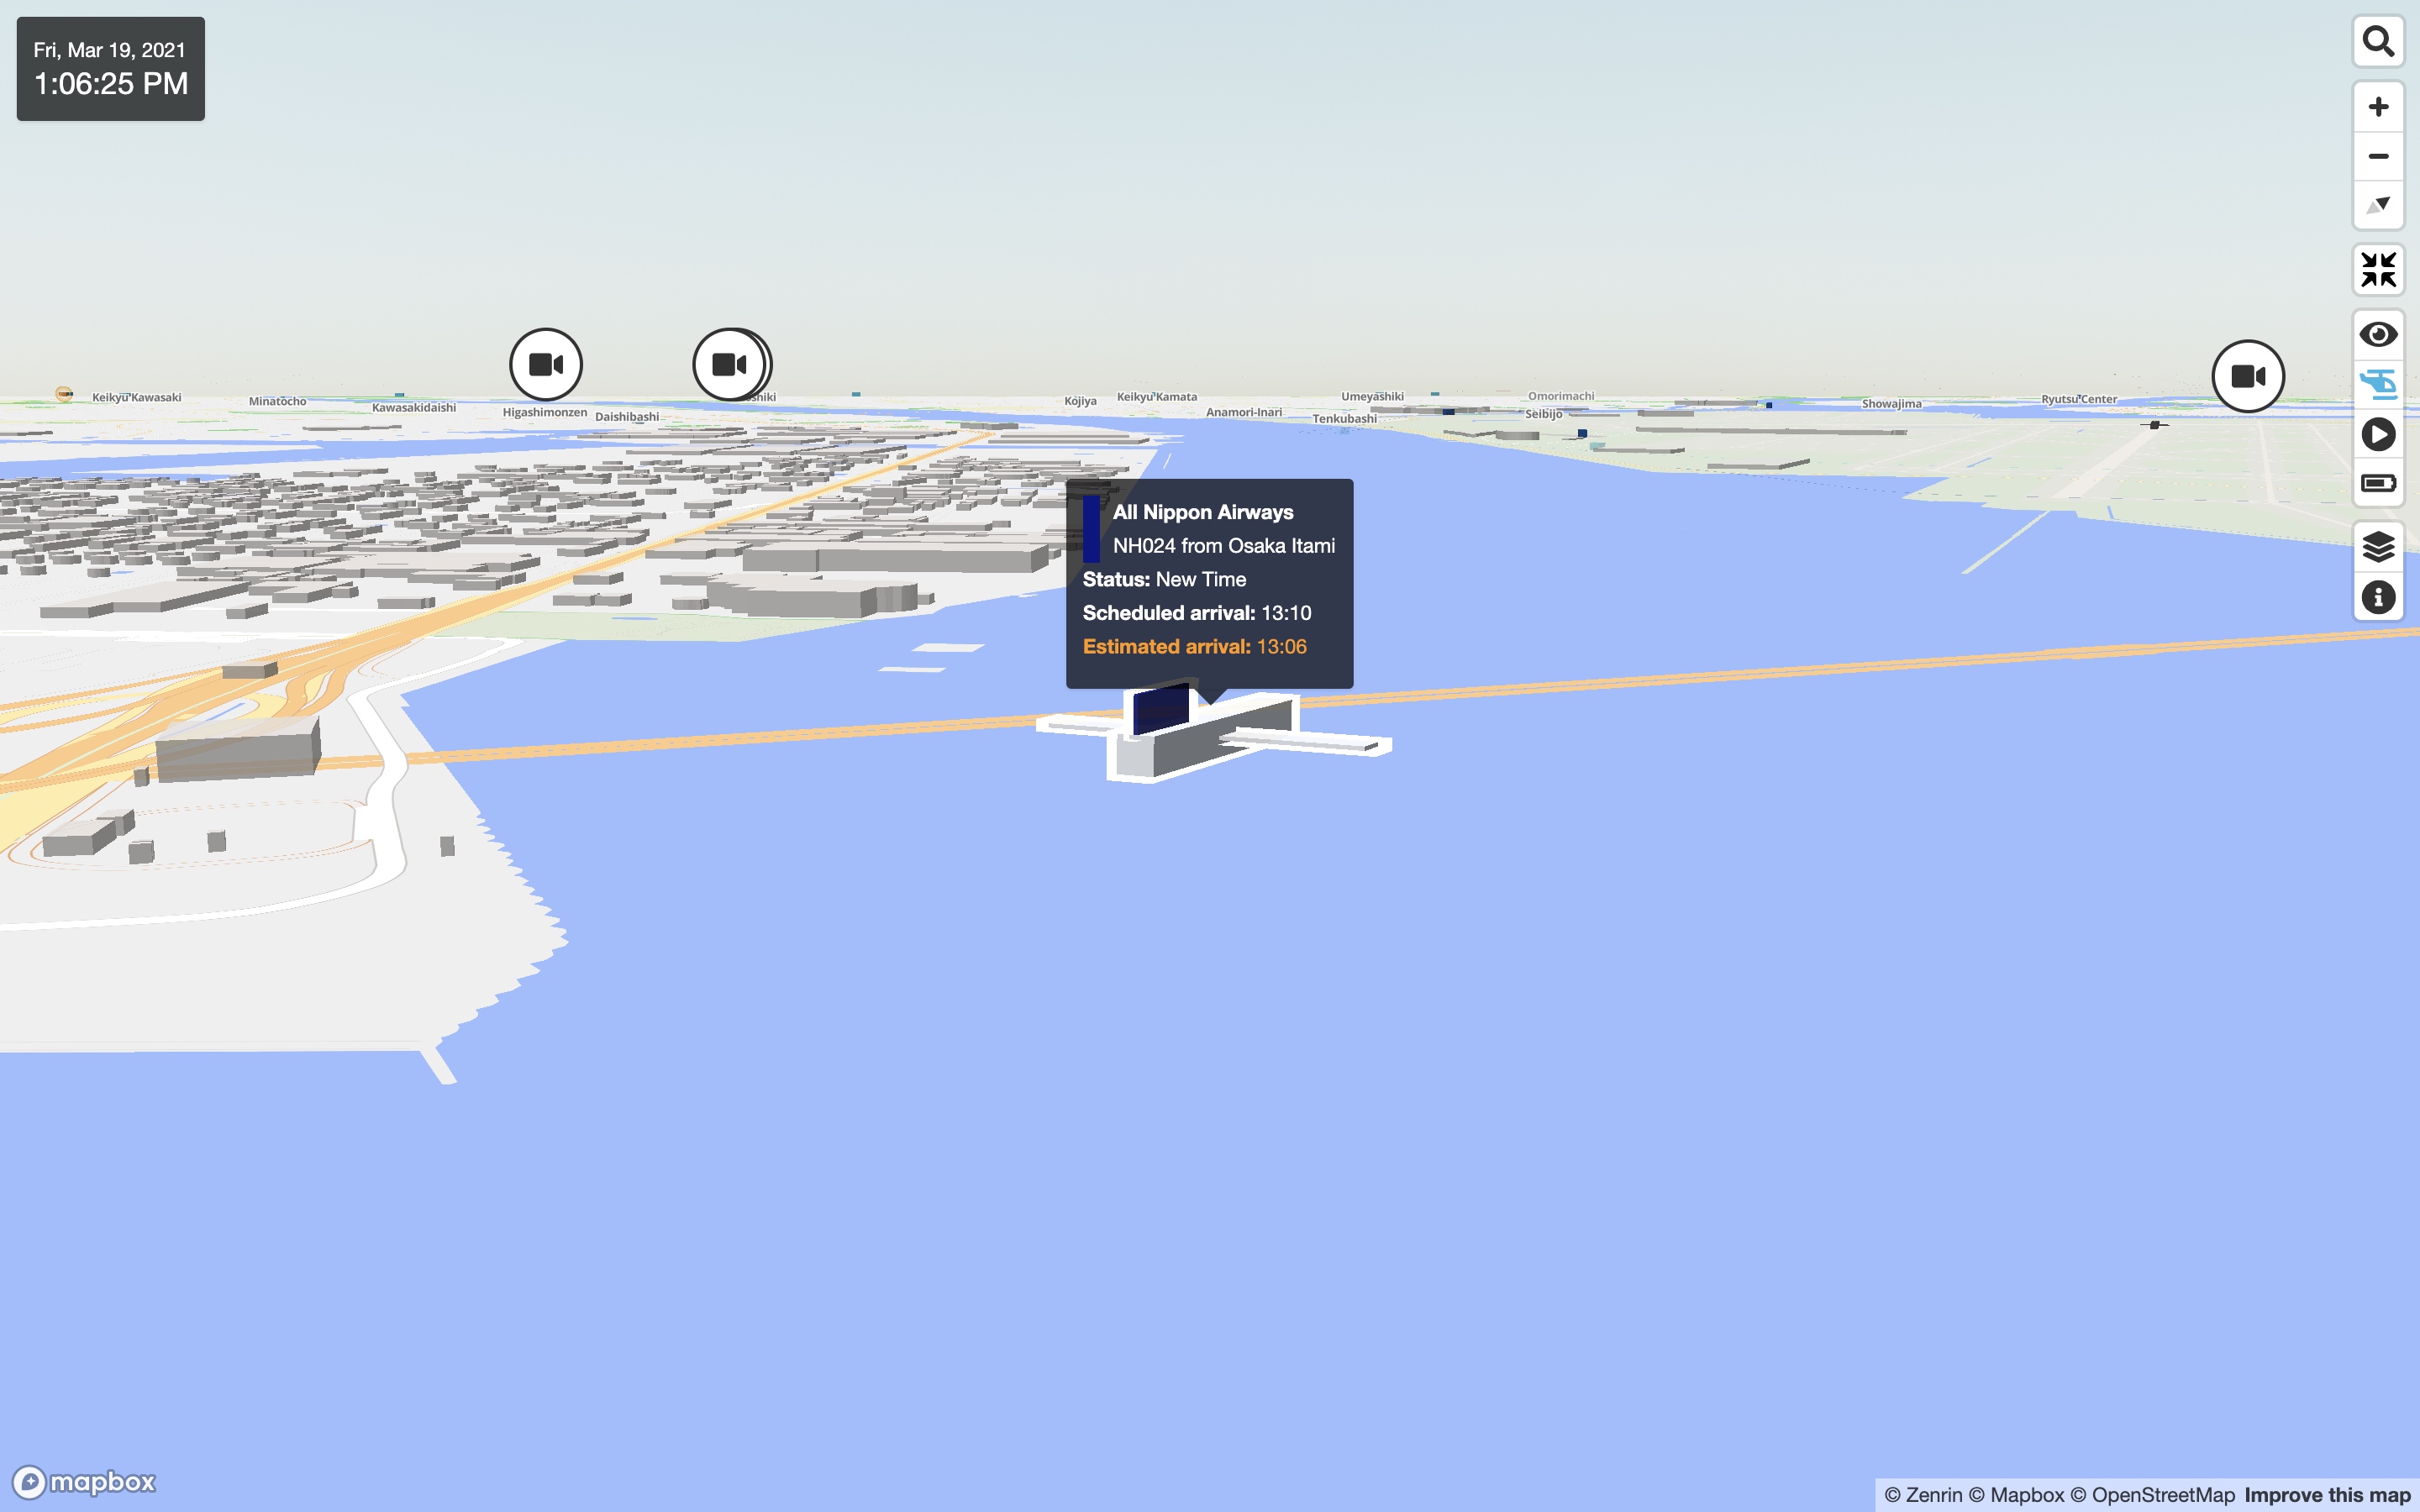 Fri, Mar 19, 2021
1:06:25 PM
Keikyu Kawasaki
Minatocho
Kawasakidaishi
Higashimonzen
Daishibashi
Kojiya
Keikyu Kamata
Anamori-Inari
Umeyashiki
Tenkubashi
Omorimachi
Seibijo
Showajima
Ryutsu Center
All Nippon Airways
NH024 from Osaka Itami
Status: New Time
Scheduled arrival: 13:10
Estimated arrival: 13:06
mapbox
© Zenrin © Mapbox © OpenStreetMap Improve this map